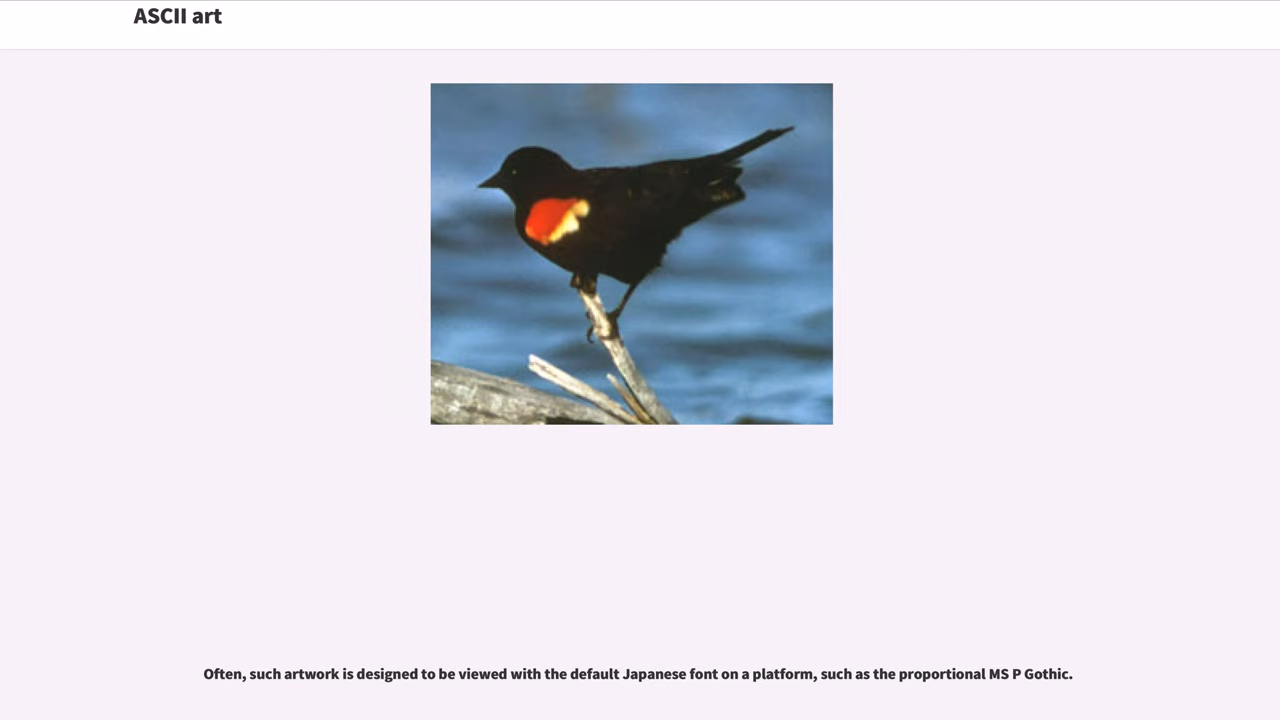 ASCII art
Often, such artwork is designed to be viewed with the default Japanese font on a platform, such as the proportional MS P Gothic.